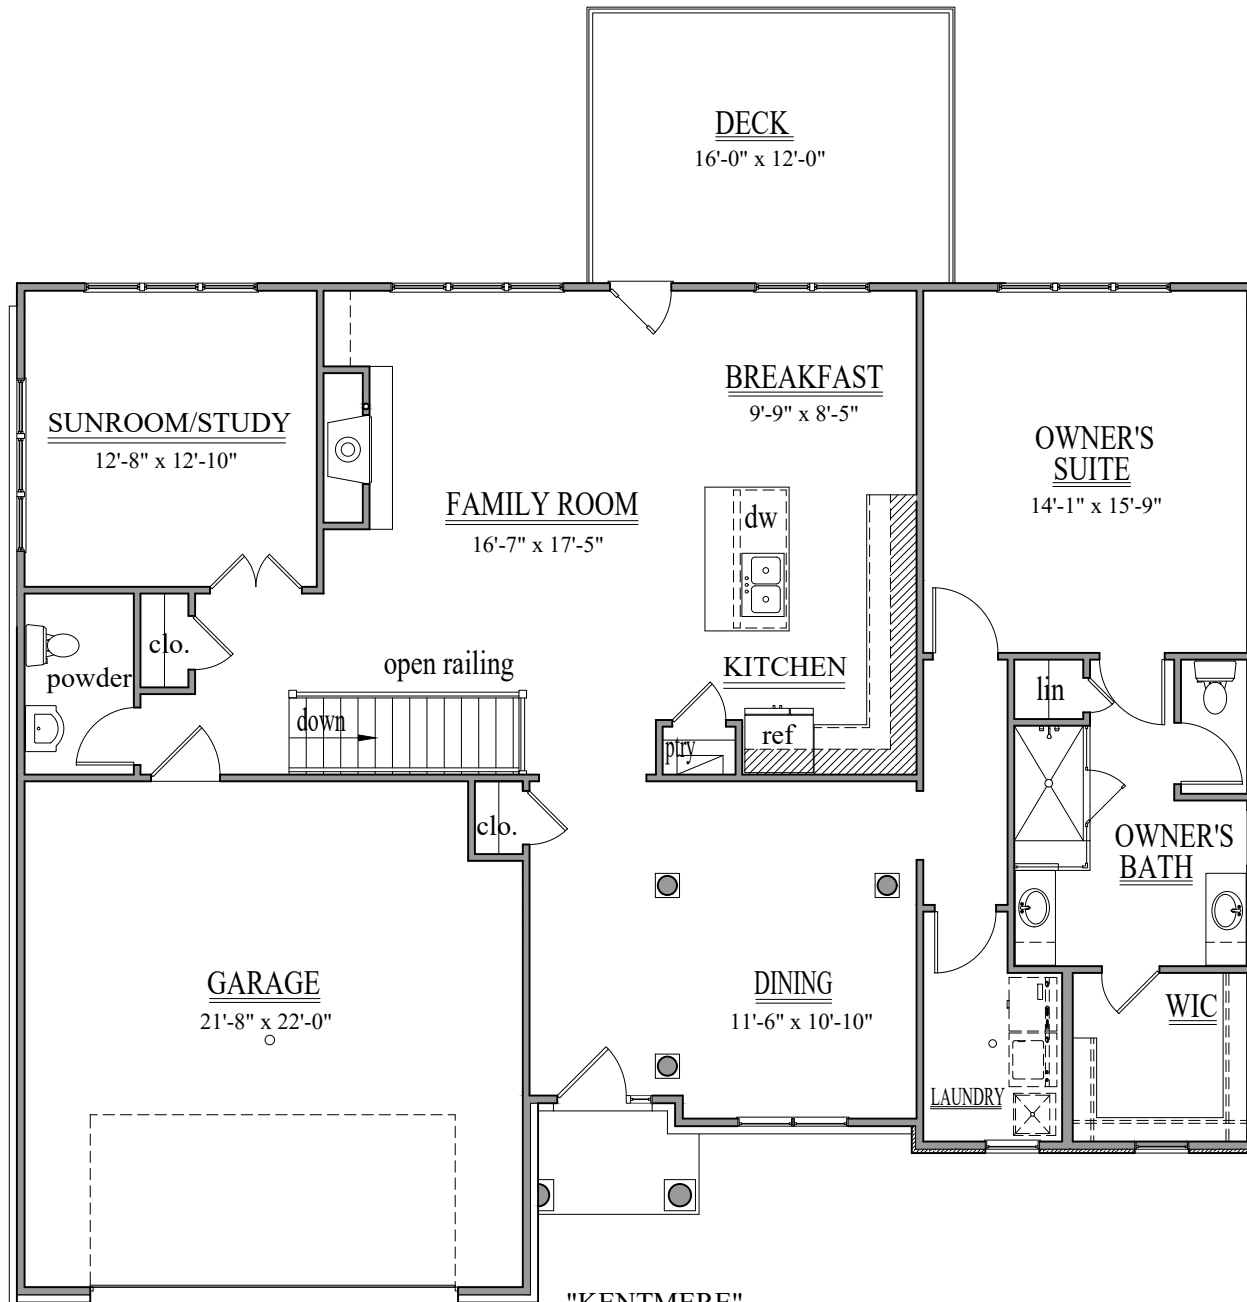 DECK
16'-0" x 12'-0"
BREAKFAST
9'-9" x 8'-5"
SUNROOM/STUDY
12'-8" x 12'-10"
OWNER'S
SUITE
14'-1" x 15'-9"
FAMILY ROOM
16'-7" x 17'-5"
dw
clo.
powder
open railing
KITCHEN
lin
down
ptry
ref
clo.
OWNER'S
BATH
GARAGE
21'-8" x 22'-0"
DINING
11'-6" x 10'-10"
WIC
LAUNDRY
"KENTMERE"